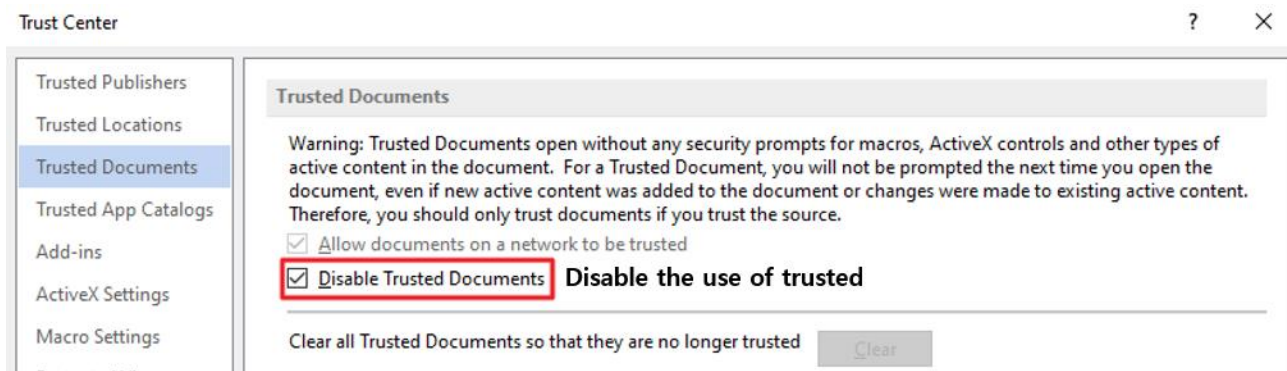 Trust Center ? ×
Trusted Publishers
Trusted Locations
Trusted Documents
Trusted App Catalogs
Add-ins
ActiveX Settings
Macro Settings
Trusted Documents
Warning: Trusted Documents open without any security prompts for macros, ActiveX controls and other types of
active content in the document.  For a Trusted Document, you will not be prompted the next time you open the
document, even if new active content was added to the document or changes were made to existing active content.
Therefore, you should only trust documents if you trust the source.
Allow documents on a network to be trusted
Disable Trusted Documents Disable the use of trusted
Clear all Trusted Documents so that they are no longer trusted Clear